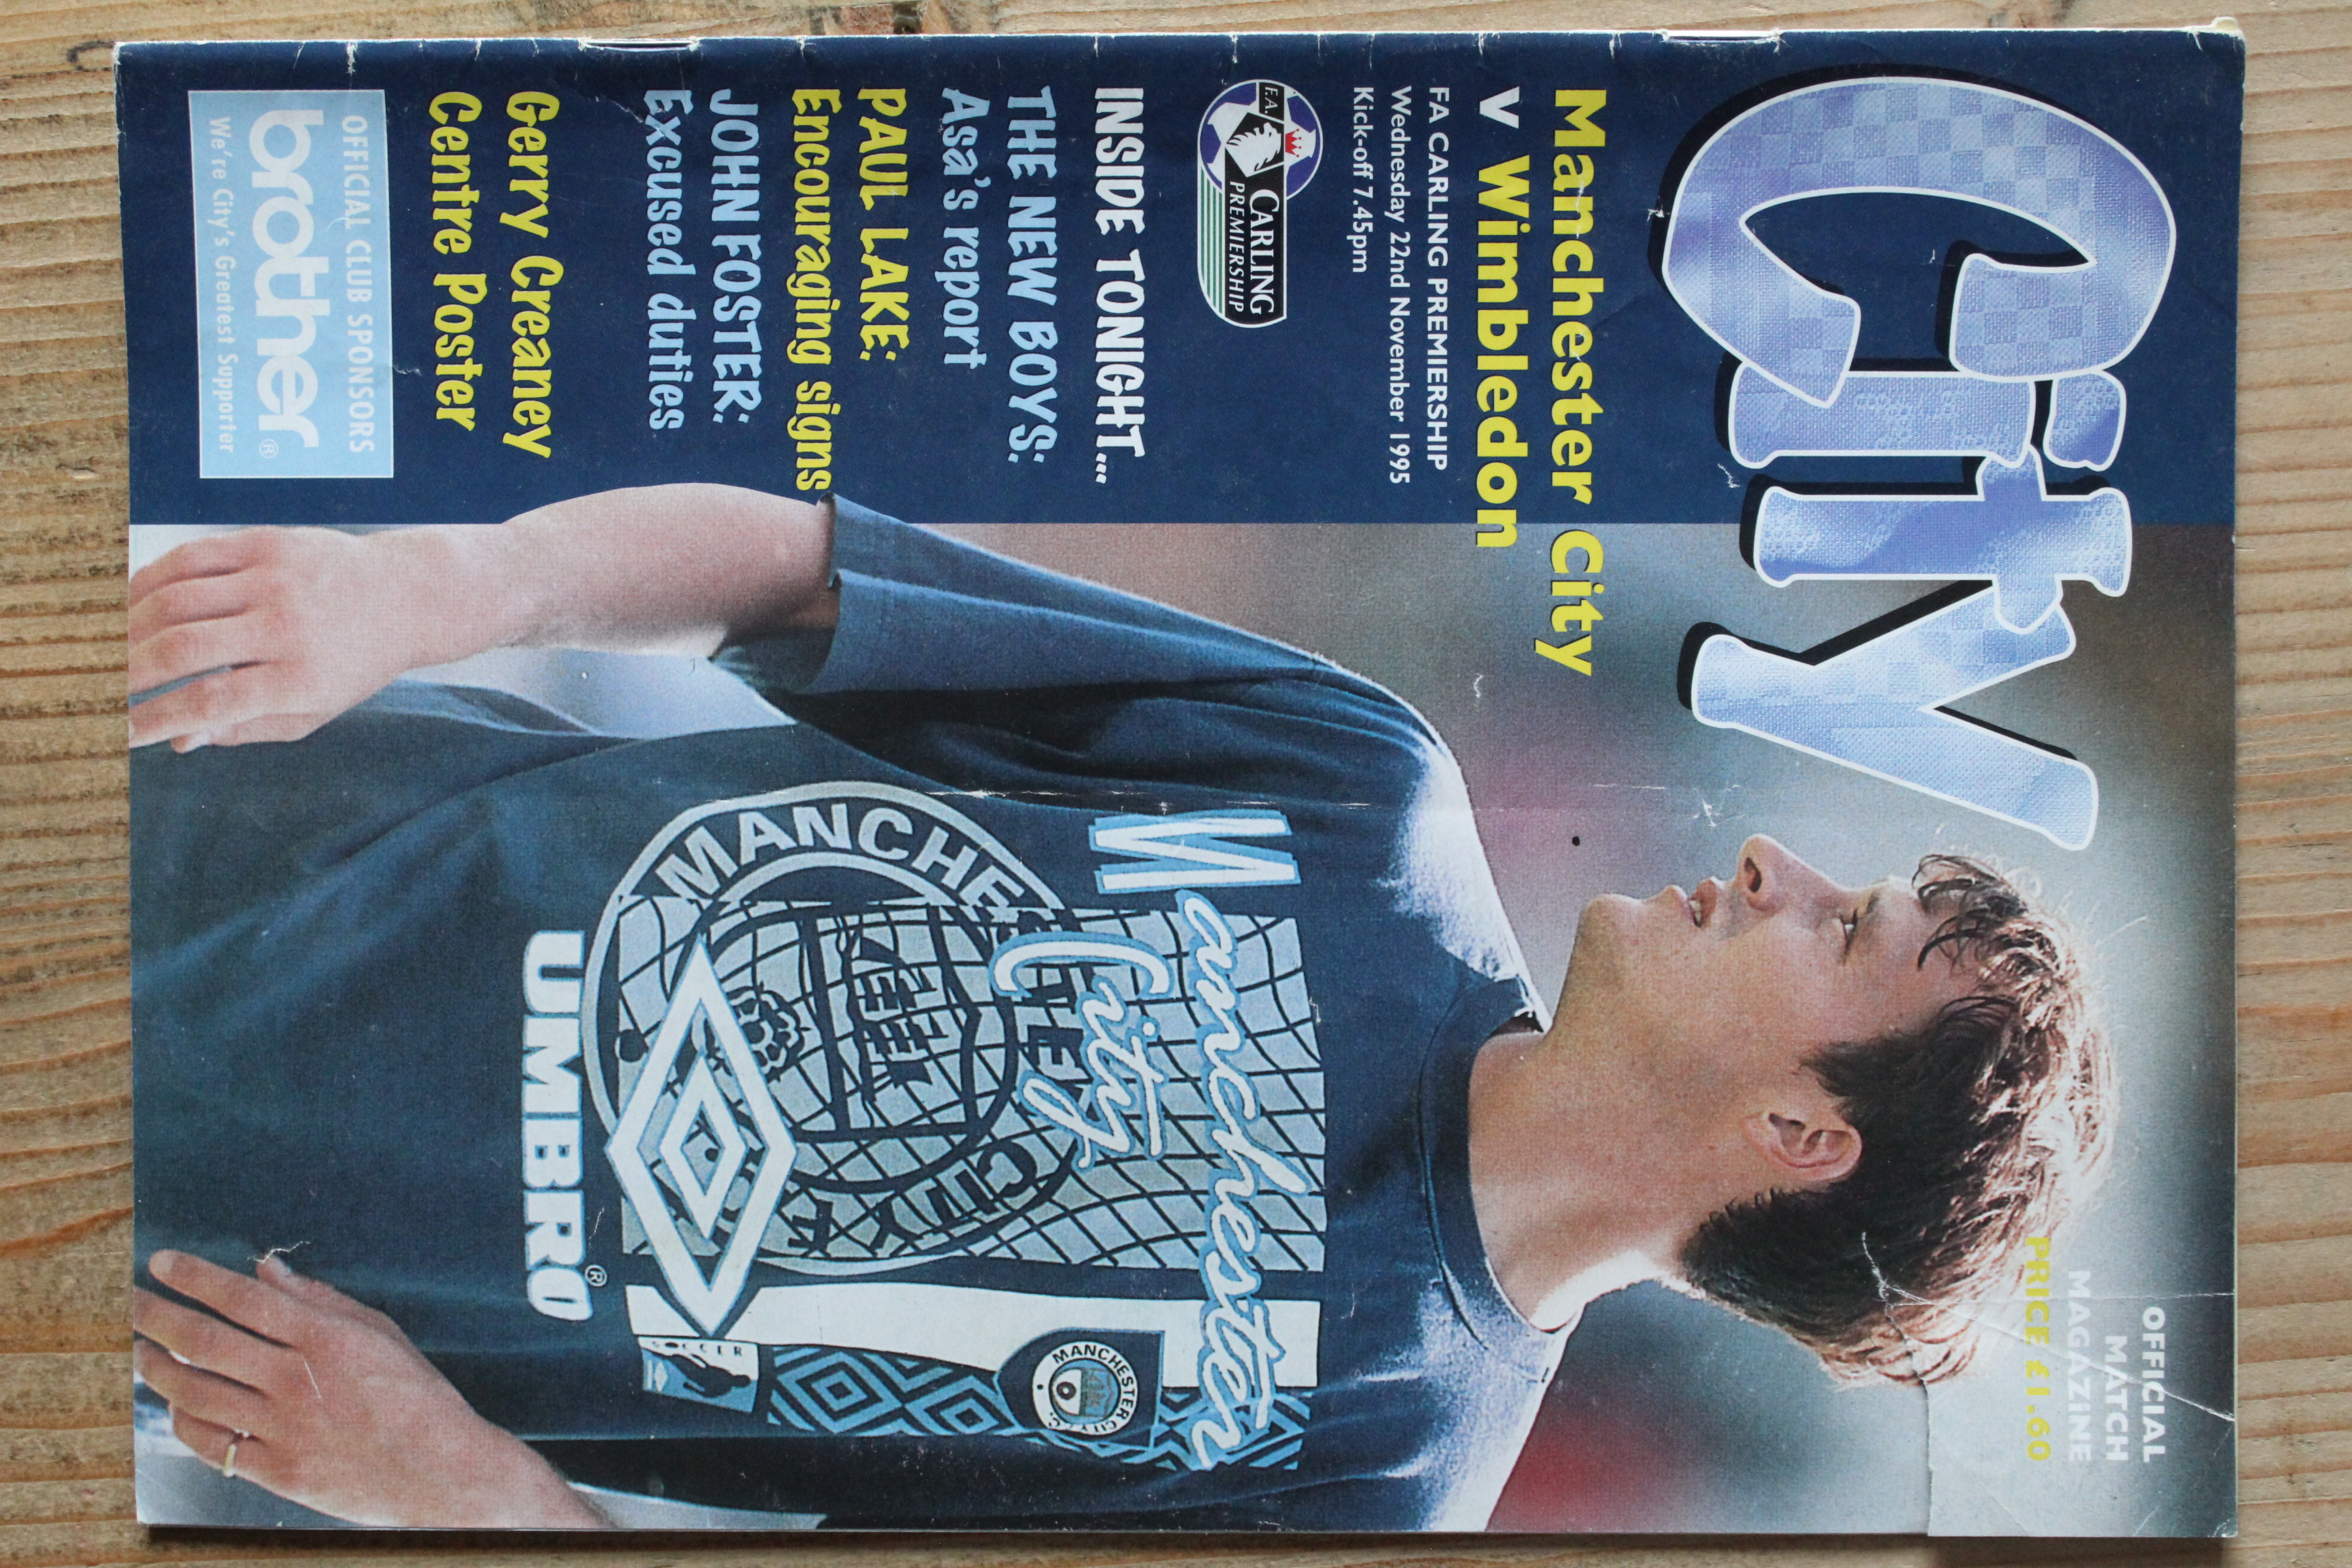 City
OFFICIAL
MATCH
MAGAZINE
PRICE £1.60
Manchester City
v Wimbledon
FA CARLING PREMIERSHIP
Wednesday 22nd November 1995
Kick-off 7.45pm
F.A.
CARLING
PREMIERSHIP
INSIDE TONIGHT...
THE NEW BOYS:
Asa's report
PAUL LAKE:
Encouraging signs
JOHN FOSTER:
Excused duties
Gerry Creaney
Centre Poster
OFFICIAL CLUB SPONSORS
brother®
We're City's Greatest Supporter
Manchester
City
MANCHESTER
CITY
MANCHESTER CITY F.C.
SOCCER
UMBRO®